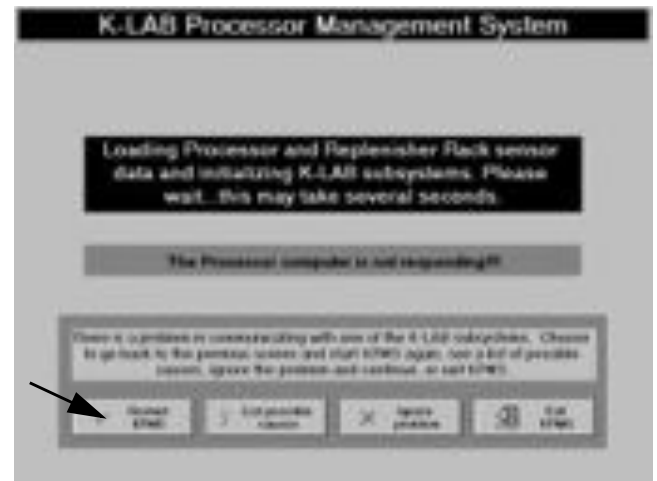 K-LAB Processor Management System
Loading Processor and Replenisher Rack sensor
data and initializing K-LAB subsystems. Please
wait...this may take several seconds.
The Processor computer is not responding!!!
There is a problem in communicating with one of the K-LAB subsystems. Choose
to go back to the previous screen and start KPMS again, see a list of possible
causes, ignore the problem and continue, or exit KPMS.
Restart
KPMS
List possible
causes
Ignore
problem
Exit
KPMS